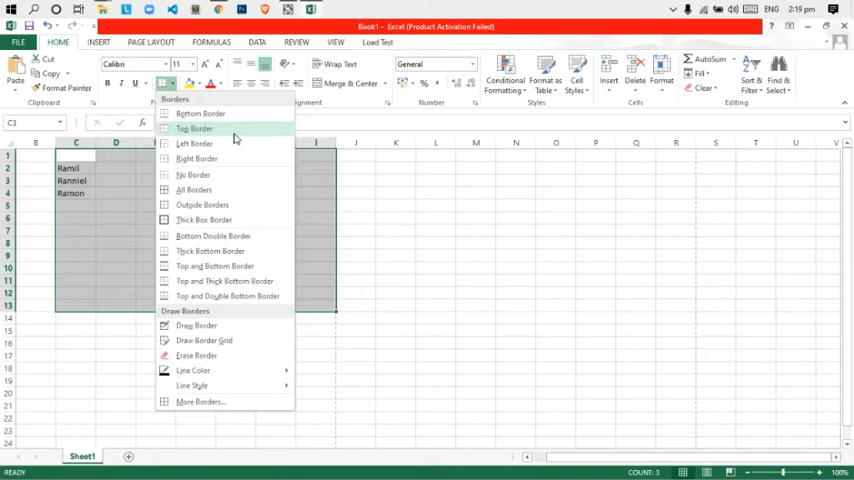 ENG 2:19 PM
Book1 - Excel (Product Activation Failed)
FILE HOME INSERT PAGE LAYOUT FORMULAS DATA REVIEW VIEW Load Test
Cut
Copy
Format Painter
Paste
Clipboard
Calibri 11
B I U
Wrap Text
Merge & Center
Alignment
General
Number
Conditional Formatting
Format as Table
Cell Styles
Styles
Insert Delete Format
Cells
AutoSum
Fill
Clear
Sort & Filter
Find & Select
Editing
C1
fx
B C D I J K L M N O P Q R S T U V
1
2 Ramil
3 Ranniel
4 Ramon
5
6
7
8
9
10
11
12
13
14
15
16
17
18
19
20
21
22
23
24
Borders
Bottom Border
Top Border
Left Border
Right Border
No Border
All Borders
Outside Borders
Thick Box Border
Bottom Double Border
Thick Bottom Border
Top and Bottom Border
Top and Thick Bottom Border
Top and Double Bottom Border
Draw Borders
Draw Border
Draw Border Grid
Erase Border
Line Color
Line Style
More Borders...
Sheet1
READY
COUNT: 3
100%